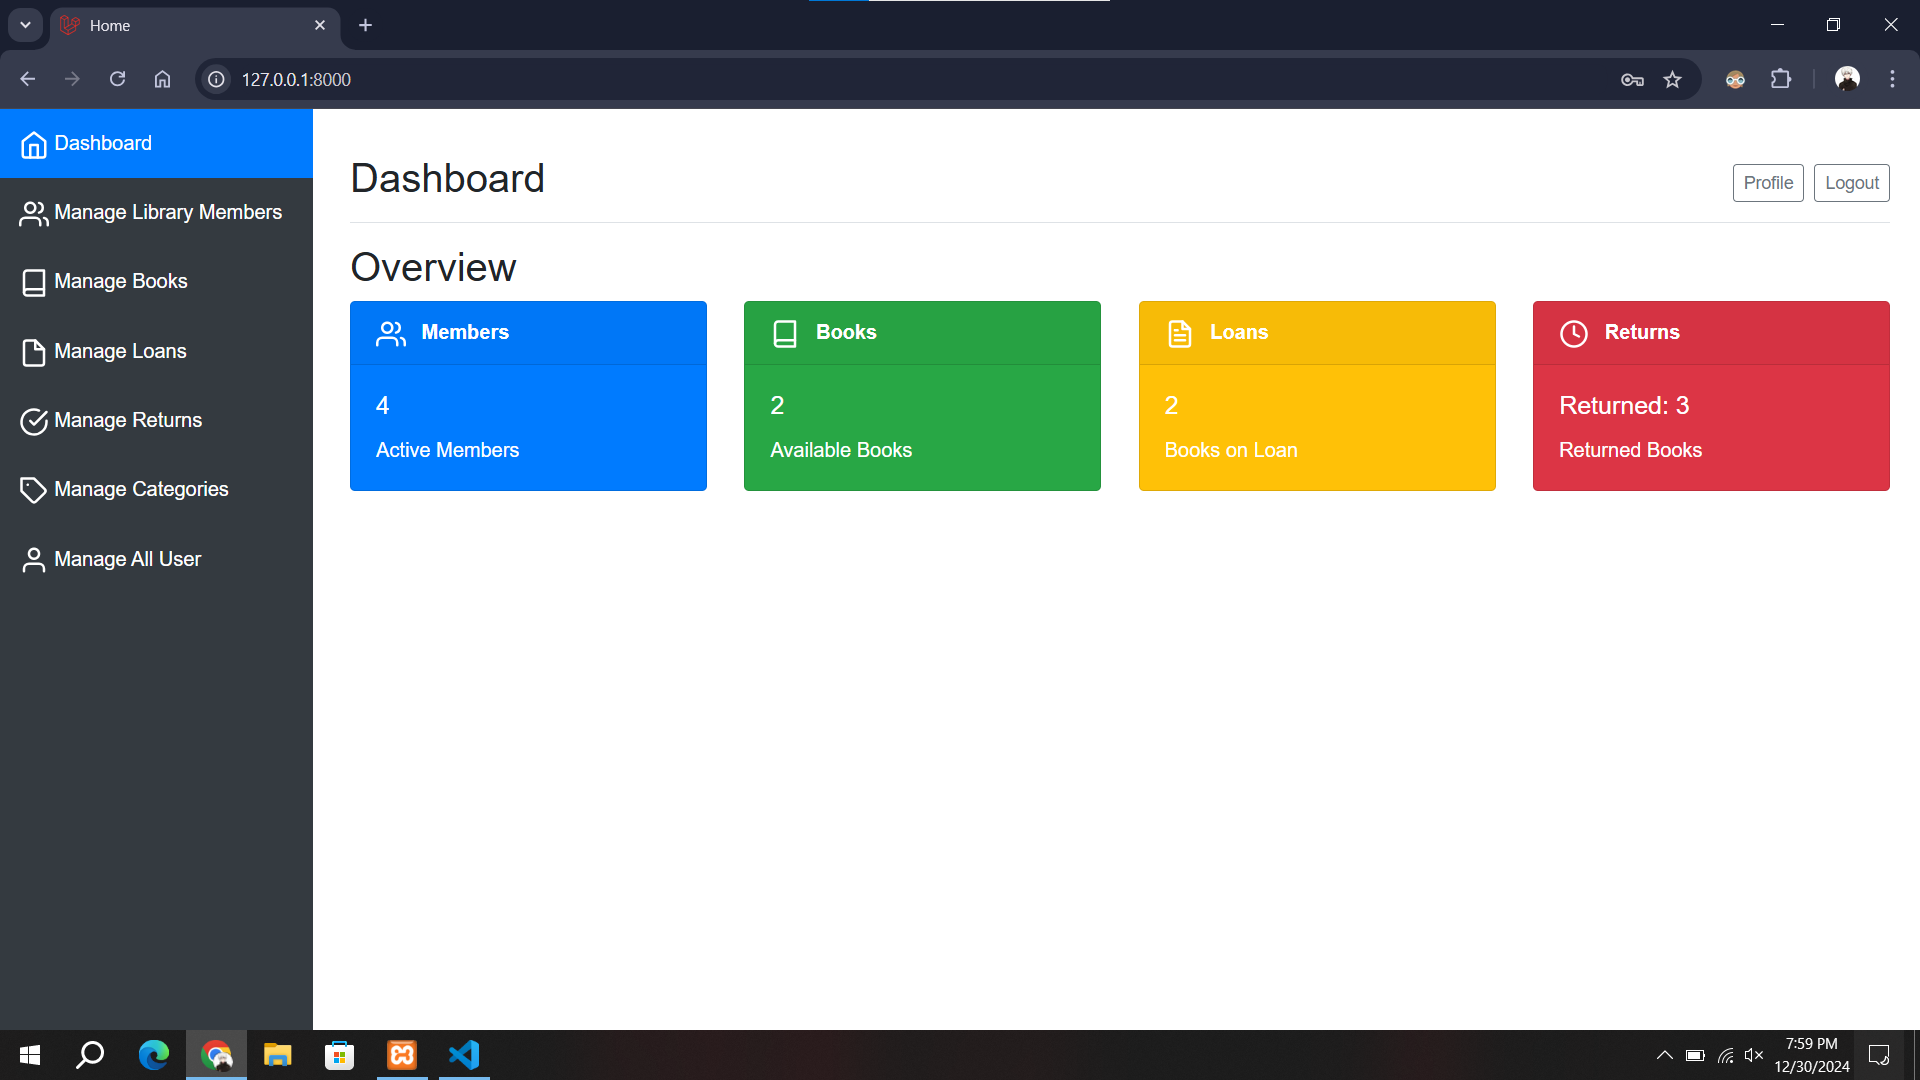 Home
127.0.0.1:8000
Dashboard
Manage Library Members
Manage Books
Manage Loans
Manage Returns
Manage Categories
Manage All User
Dashboard
Profile
Logout
Overview
Members
4
Active Members
Books
2
Available Books
Loans
2
Books on Loan
Returns
Returned: 3
Returned Books
7:59 PM
12/30/2024